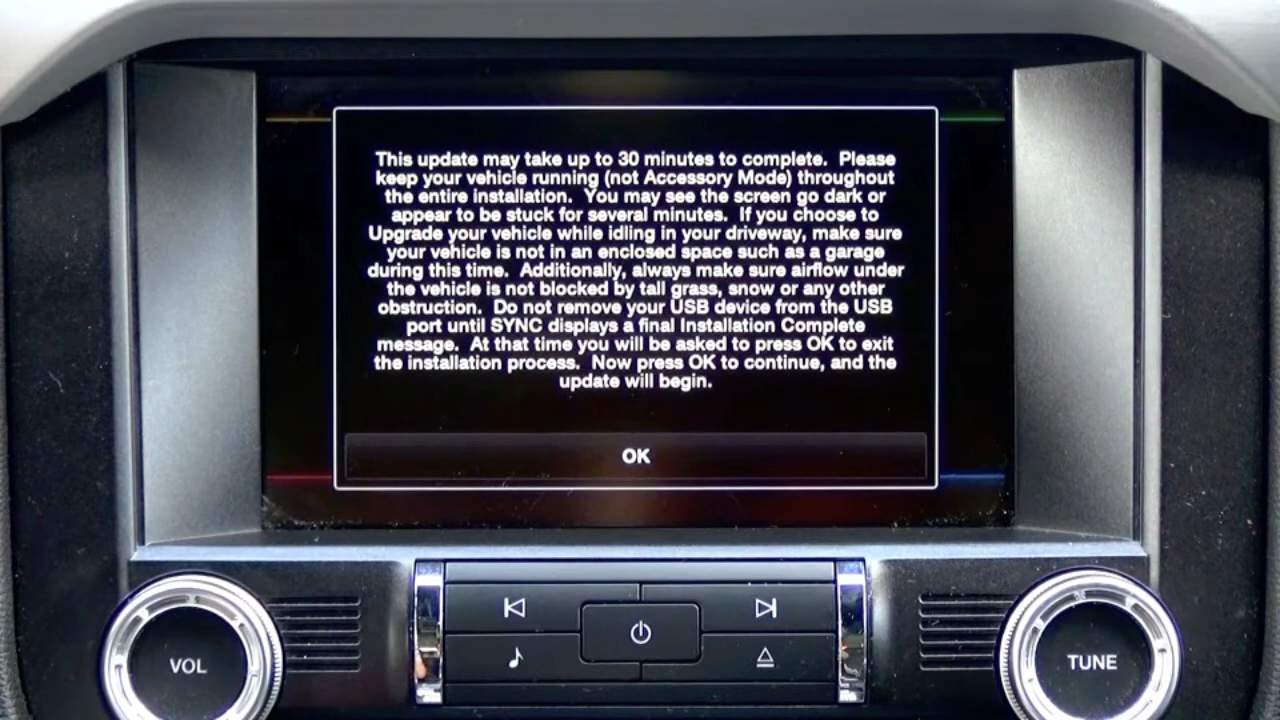 This update may take up to 30 minutes to complete.  Please
keep your vehicle running (not Accessory Mode) throughout
the entire installation.  You may see the screen go dark or
appear to be stuck for several minutes.  If you choose to
Upgrade your vehicle while idling in your driveway, make sure
your vehicle is not in an enclosed space such as a garage
during this time.  Additionally, always make sure airflow under
the vehicle is not blocked by tall grass, snow or any other
obstruction.  Do not remove your USB device from the USB
port until SYNC displays a final Installation Complete
message.  At that time you will be asked to press OK to exit
the installation process.  Now press OK to continue, and the
update will begin.
OK
VOL
TUNE